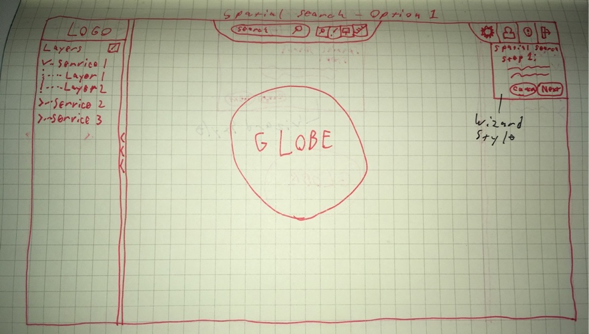 Spatial Search - Option 1
LOGO
Search
Layers
Service 1
Layer 1
Layer 2
Service 2
Service 3
GLOBE
Spatial Search
Step 1:
Cancel Next
Wizard
Style